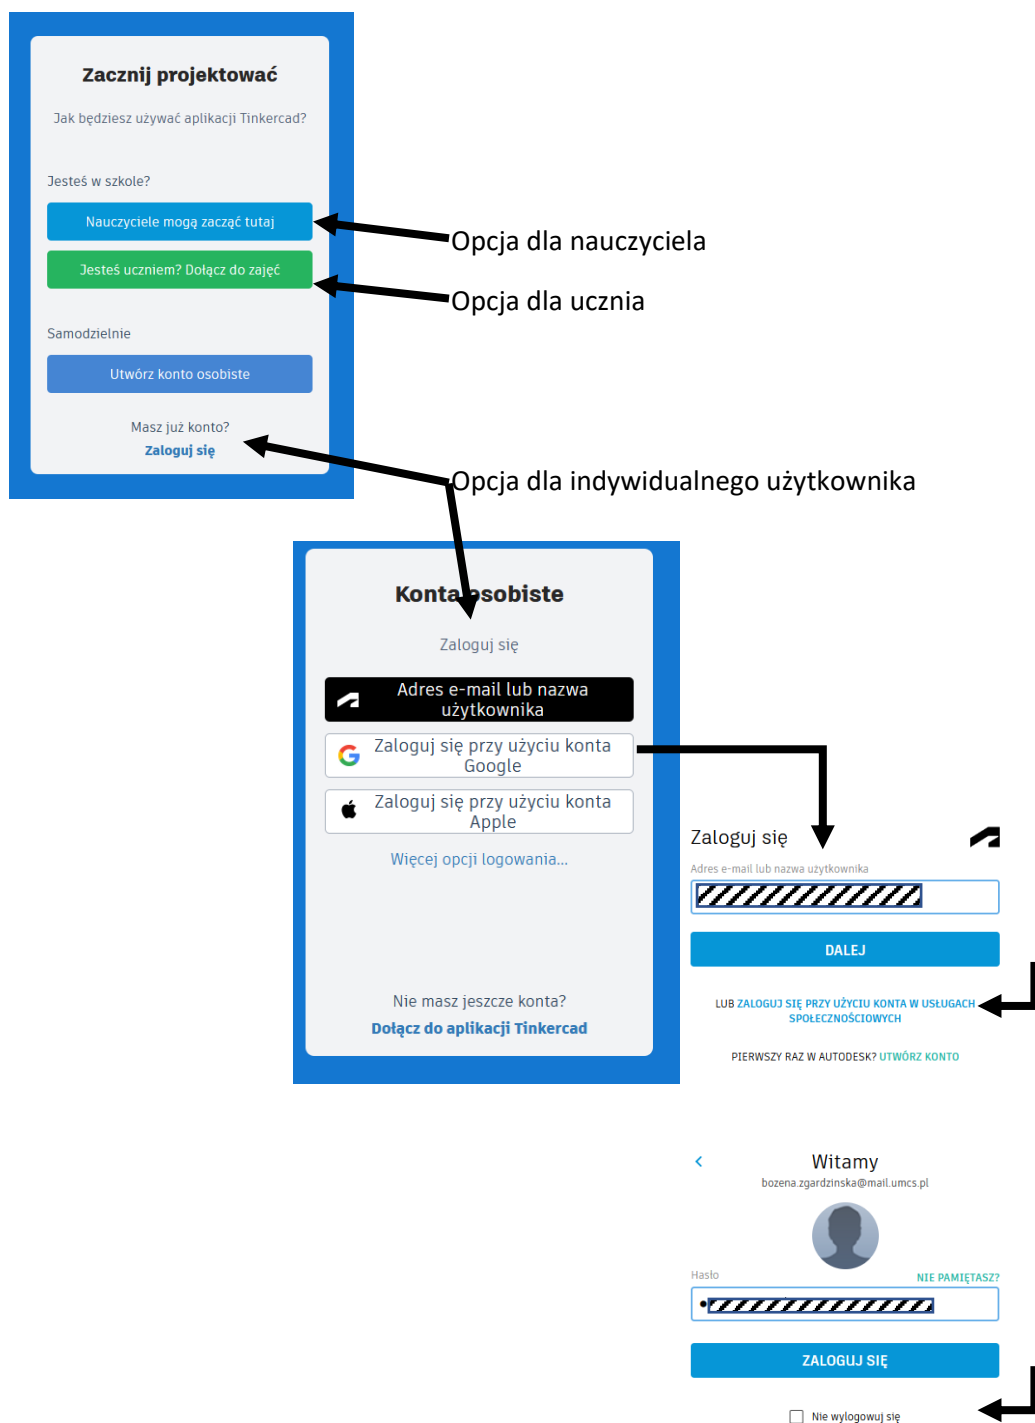 Zacznij projektować
Jak będziesz używać aplikacji Tinkercad?
Jesteś w szkole?
Nauczyciele mogą zacząć tutaj
Opcja dla nauczyciela
Jesteś uczniem? Dołącz do zajęć
Opcja dla ucznia
Samodzielnie
Utwórz konto osobiste
Masz już konto?
Zaloguj się
Opcja dla indywidualnego użytkownika
Konta osobiste
Zaloguj się
Adres e-mail lub nazwa
użytkownika
Zaloguj się przy użyciu konta
Google
Zaloguj się przy użyciu konta
Apple
Więcej opcji logowania...
Nie masz jeszcze konta?
Dołącz do aplikacji Tinkercad
Zaloguj się
Adres e-mail lub nazwa użytkownika
DALEJ
LUB ZALOGUJ SIĘ PRZY UŻYCIU KONTA W USŁUGACH
SPOŁECZNOŚCIOWYCH
PIERWSZY RAZ W AUTODESK? UTWÓRZ KONTO
Witamy
bozena.zgardzinska@mail.umcs.pl
Hasło
NIE PAMIĘTASZ?
ZALOGUJ SIĘ
Nie wylogowuj się